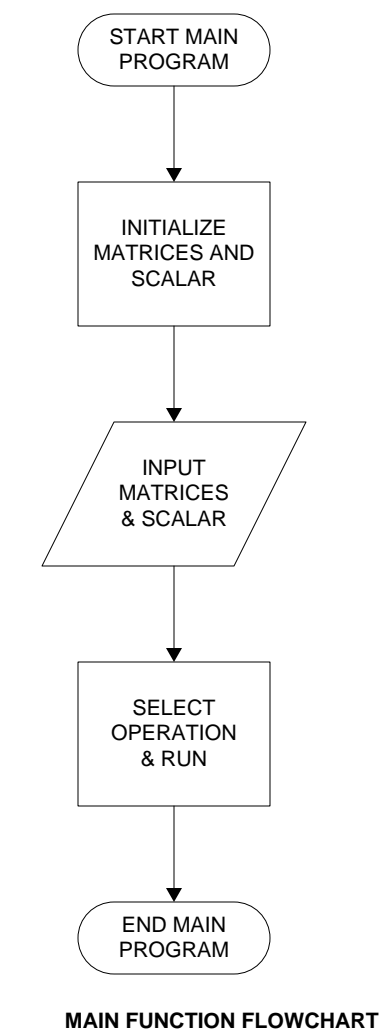 START MAIN
PROGRAM
INITIALIZE
MATRICES AND
SCALAR
INPUT
MATRICES
& SCALAR
SELECT
OPERATION
& RUN
END MAIN
PROGRAM
MAIN FUNCTION FLOWCHART